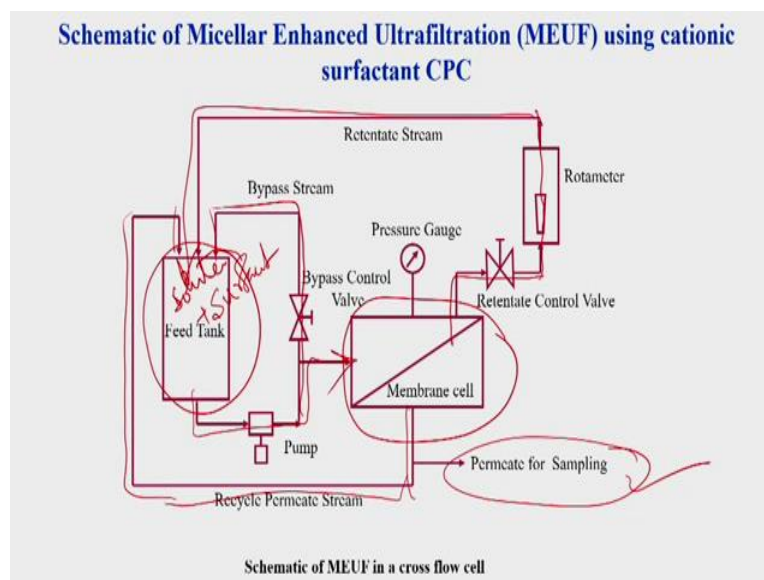 Schematic of Micellar Enhanced Ultrafiltration (MEUF) using cationic
surfactant CPC
Retentate Stream
Rotameter
Bypass Stream
Pressure Gauge
Bypass Control
Valve
Retentate Control Valve
solute
+
Feed Tank
Membrane cell
Pump
Permeate for Sampling
Recycle Permeate Stream
Schematic of MEUF in a cross flow cell